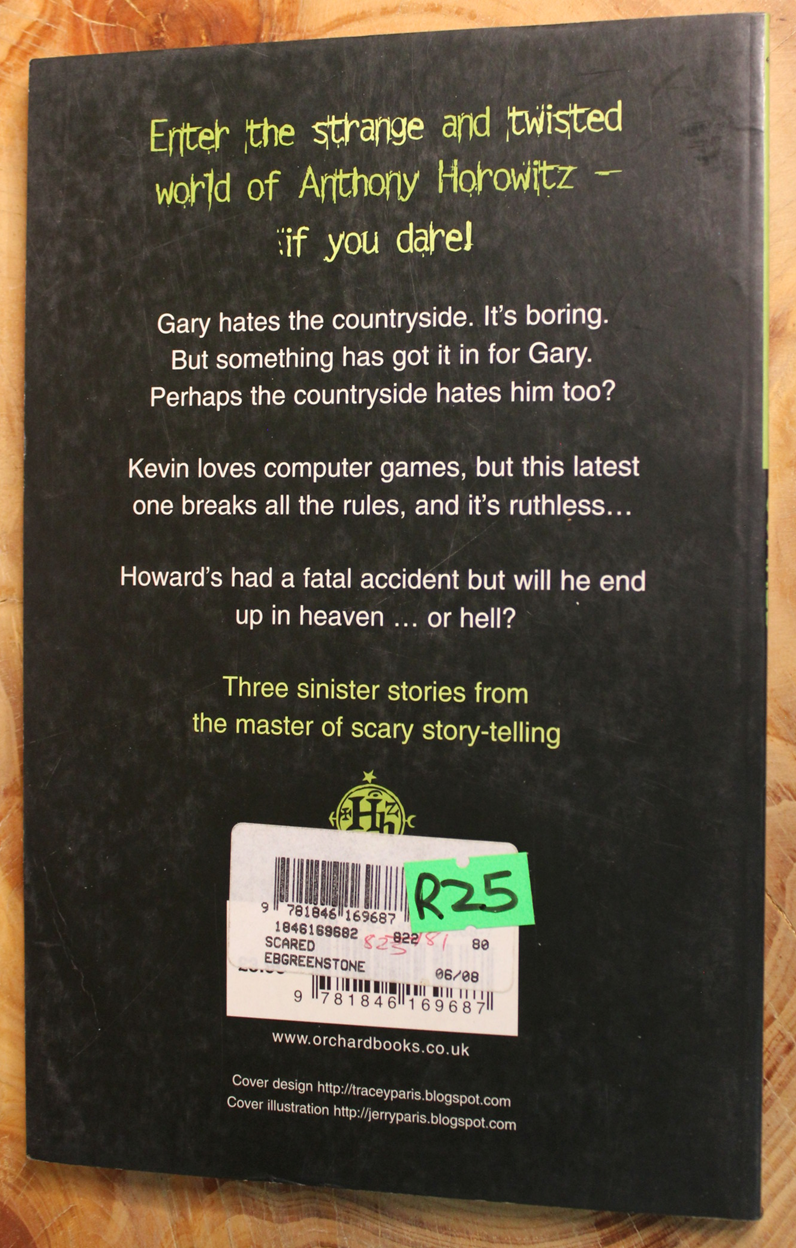 Enter the strange and twisted
world of Anthony Horowitz –
if you dare!
Gary hates the countryside. It's boring.
But something has got it in for Gary.
Perhaps the countryside hates him too?
Kevin loves computer games, but this latest
one breaks all the rules, and it's ruthless...
Howard's had a fatal accident but will he end
up in heaven ... or hell?
Three sinister stories from
the master of scary story-telling
R25
9 781846 169687
1846169682 822 80
SCARED
EBGREENSTONE 06/08
9 781846 169687
www.orchardbooks.co.uk
Cover design http://traceyparis.blogspot.com
Cover illustration http://jerryparis.blogspot.com